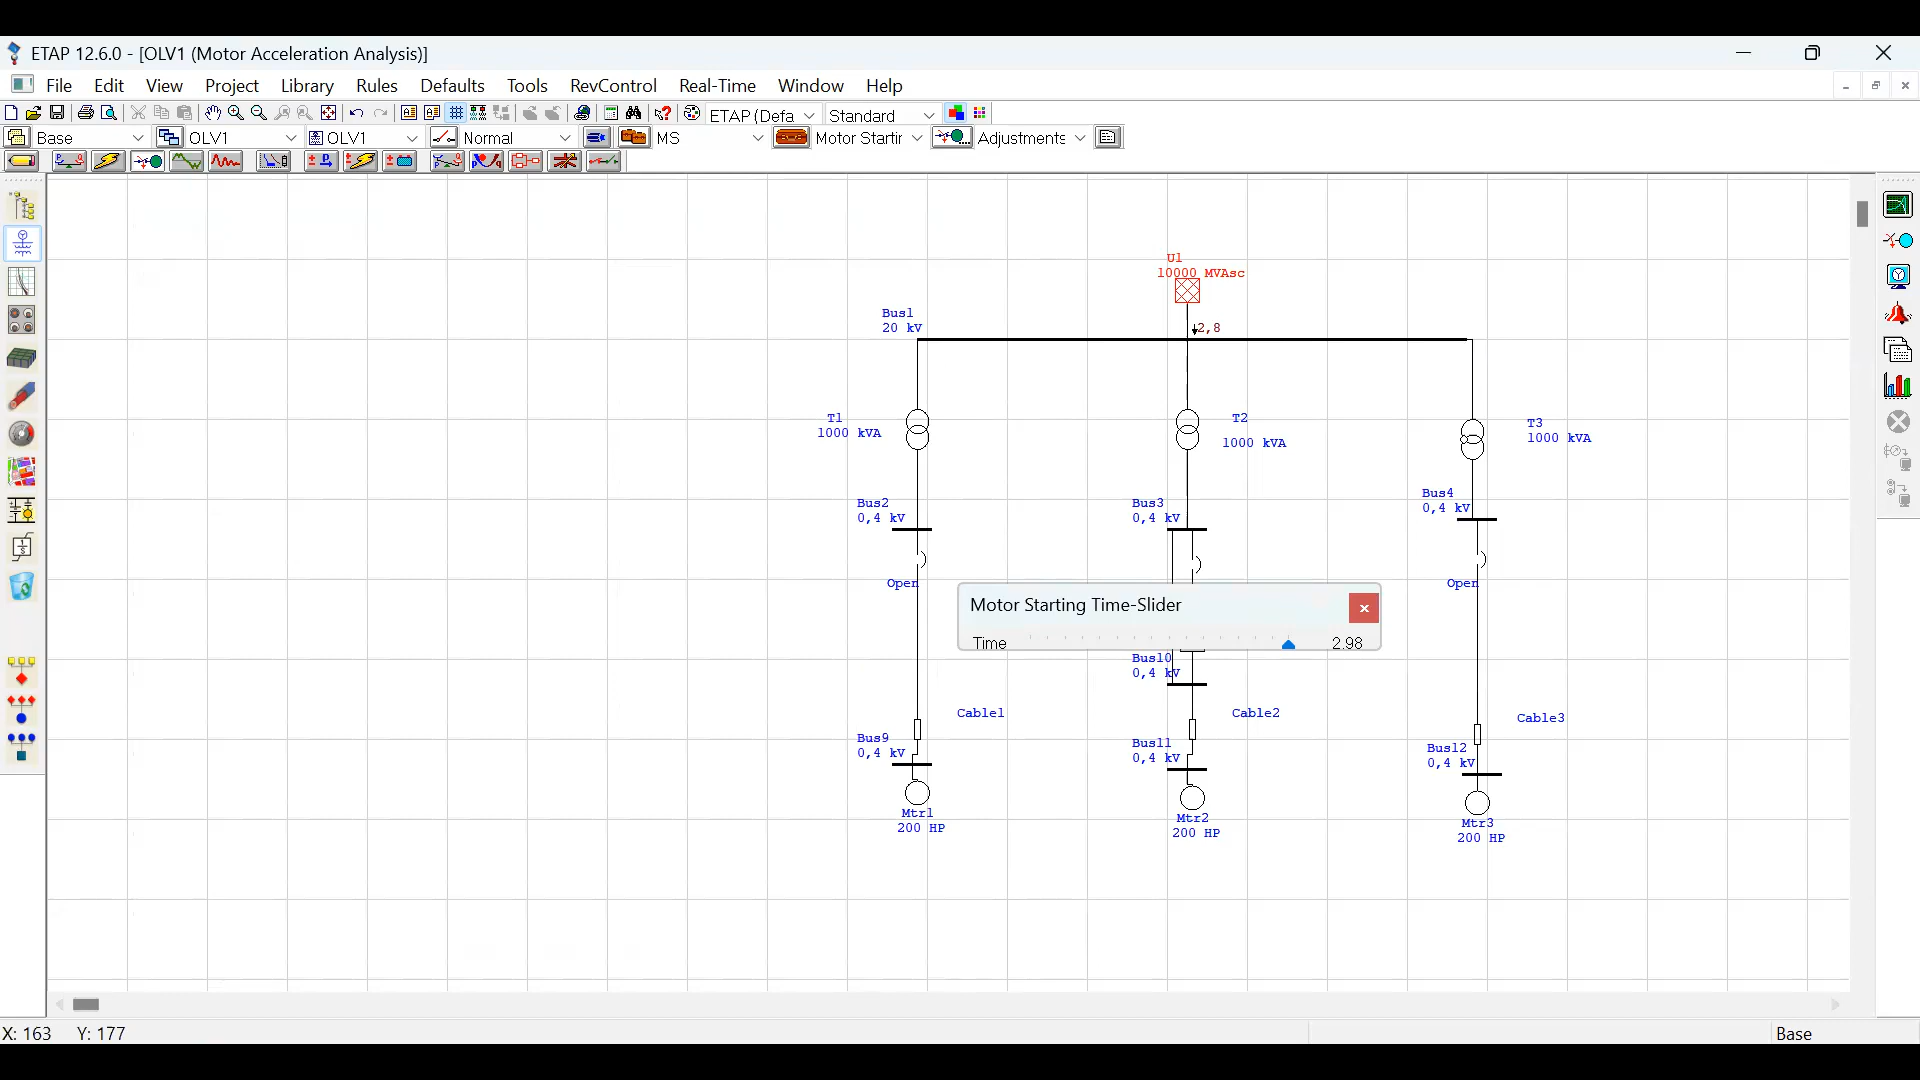 ETAP 12.6.0 - [OLV1 (Motor Acceleration Analysis)]
File Edit View Project Library Rules Defaults Tools RevControl Real-Time Window Help
ETAP (Defa Standard
Base OLV1 OLV1 Normal MS Motor Startir Adjustments
U1
10000 MVAsc
Bus1
20 kV
2,8
T1
1000 kVA
T2
1000 kVA
T3
1000 kVA
Bus2
0,4 kV
Bus3
0,4 kV
Bus4
0,4 kV
Open
Open
Motor Starting Time-Slider
Time 2.98
Bus10
0,4 kV
Cable1
Cable2
Cable3
Bus9
0,4 kV
Bus11
0,4 kV
Bus12
0,4 kV
Mtr1
200 HP
Mtr2
200 HP
Mtr3
200 HP
X: 163 Y: 177
Base